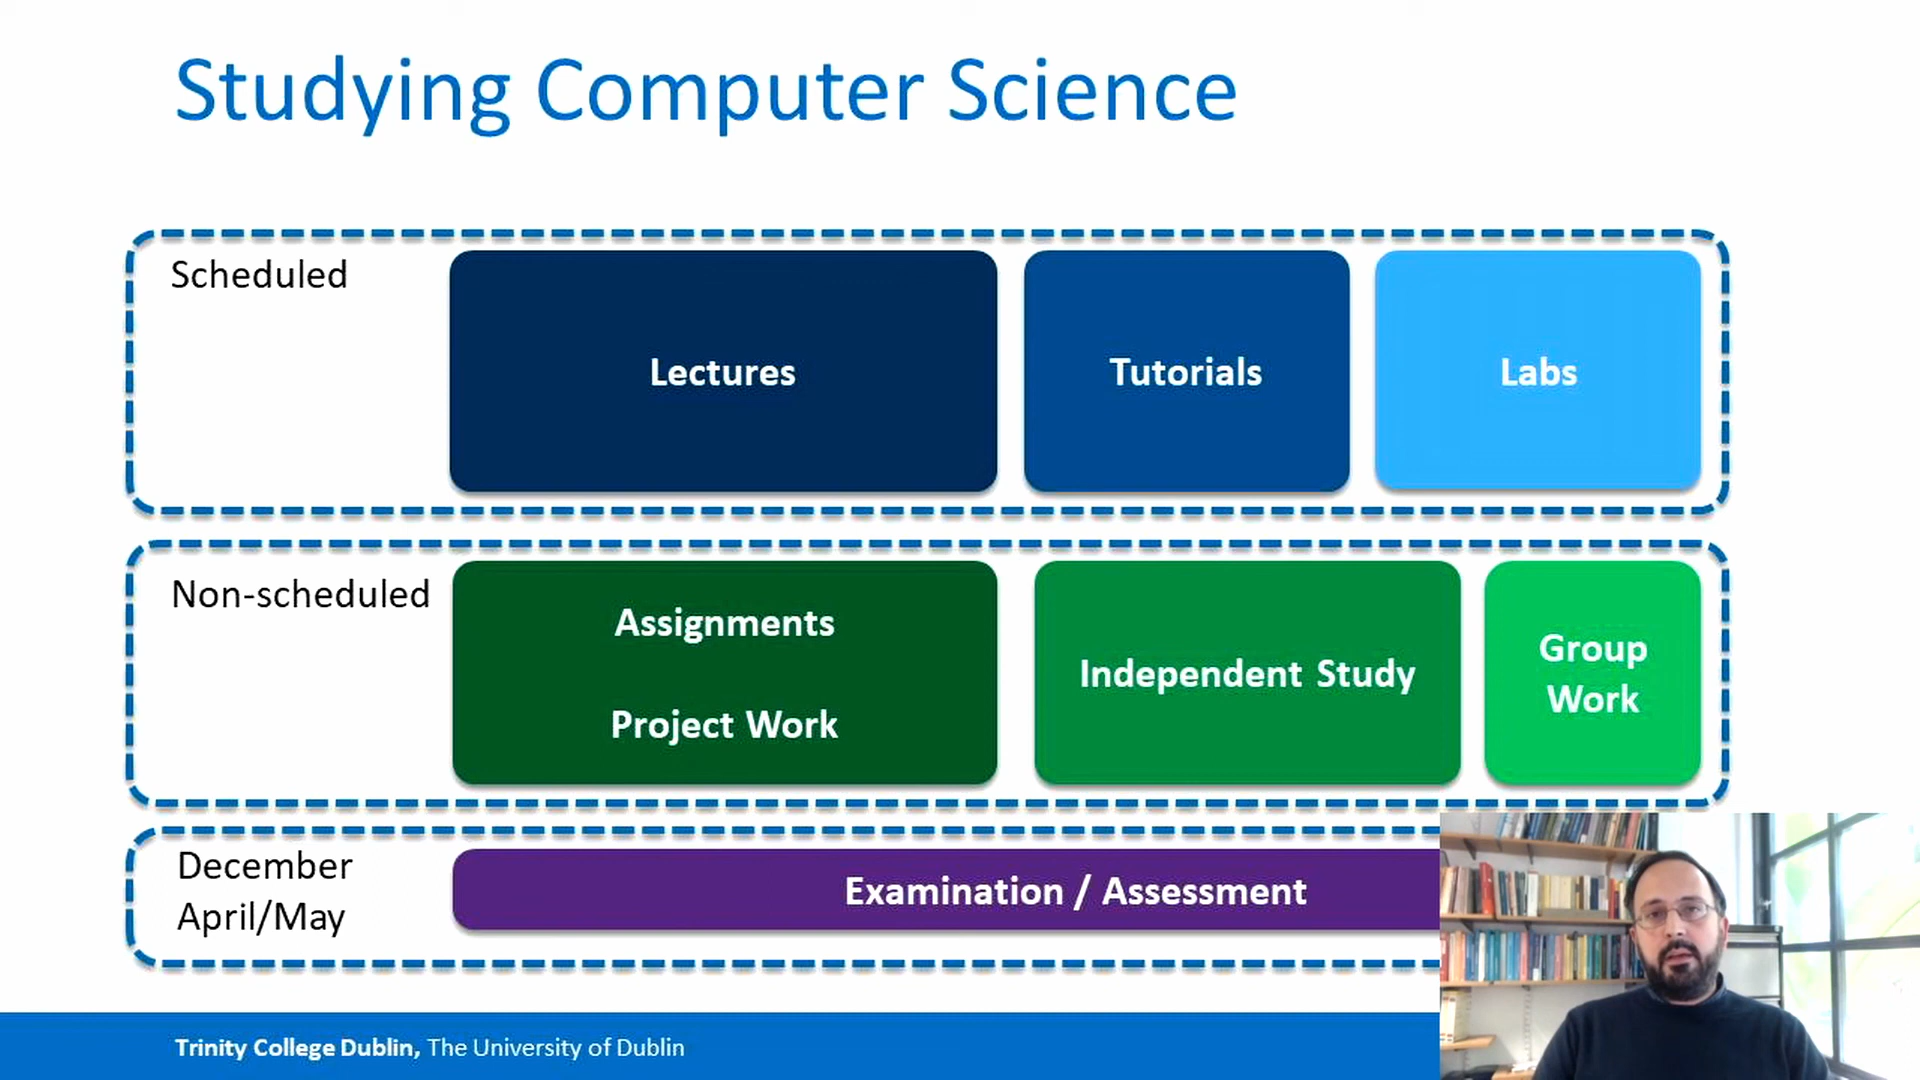 Studying Computer Science
Scheduled
Lectures
Tutorials
Labs
Non-scheduled
Assignments
Project Work
Independent Study
Group
Work
December
April/May
Examination / Assessment
Trinity College Dublin, The University of Dublin